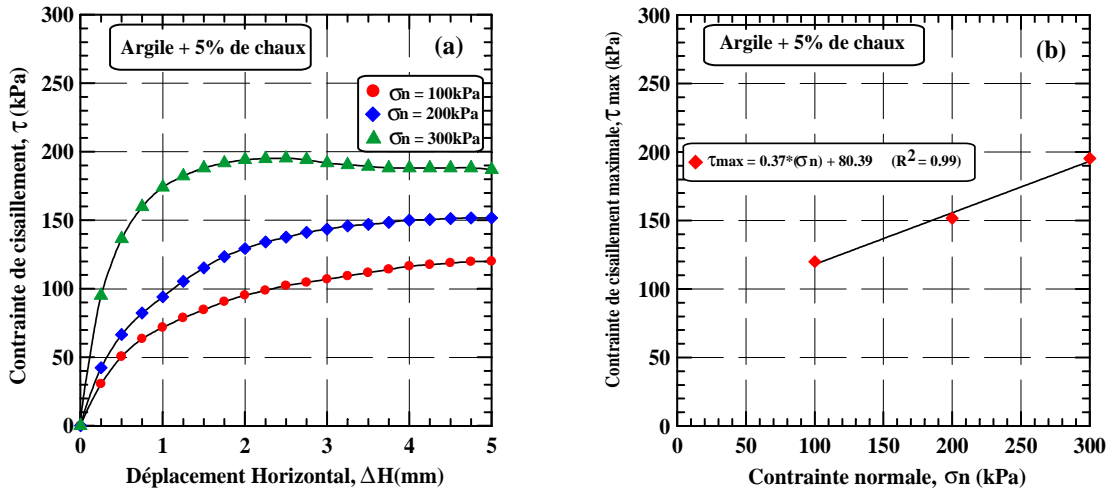 Argile + 5% de chaux
(a)
σn = 100kPa
σn = 200kPa
σn = 300kPa
Contrainte de cisaillement, τ (kPa)
300
250
200
150
100
50
0
0 1 2 3 4 5
Déplacement Horizontal, ΔH(mm)
Argile + 5% de chaux
(b)
τmax = 0.37*(σn) + 80.39 (R² = 0.99)
Contrainte de cisaillement maximale, τ max (kPa)
300
250
200
150
100
50
0
0 50 100 150 200 250 300
Contrainte normale, σn (kPa)